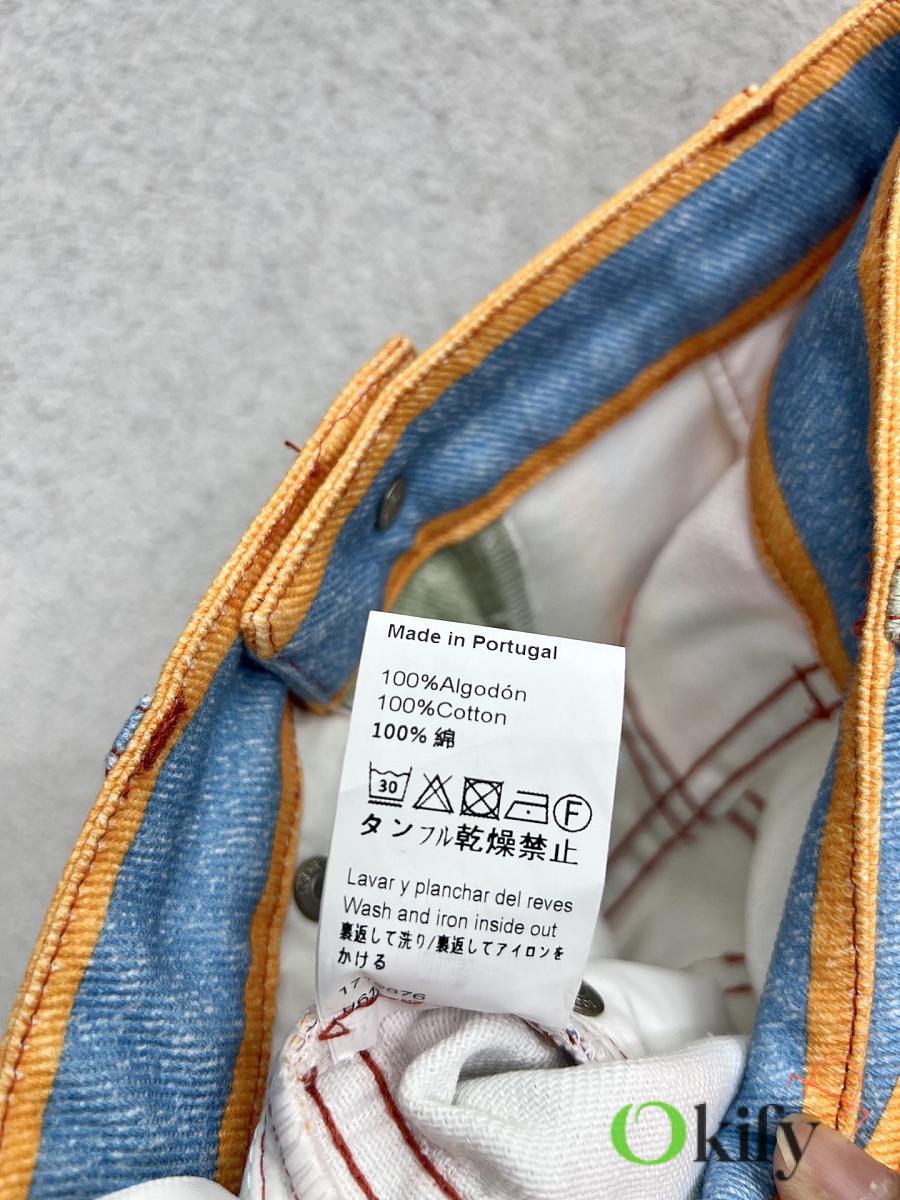 Made in Portugal
100%Algodón
100%Cotton
100% 綿
30
F
タンフル乾燥禁止
Lavar y planchar del reves
Wash and iron inside out
裏返して洗り/裏返してアイロンを
かける
Okify